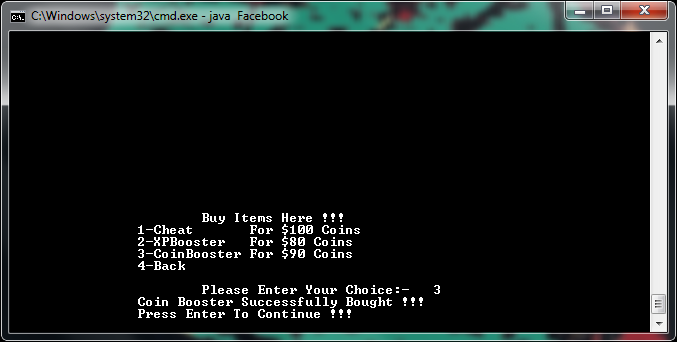 C:\Windows\system32\cmd.exe - java  Facebook
Buy Items Here !!!
1-Cheat       For $100 Coins
2-XPBooster   For $80 Coins
3-CoinBooster For $90 Coins
4-Back
Please Enter Your Choice:-   3
Coin Booster Successfully Bought !!!
Press Enter To Continue !!!